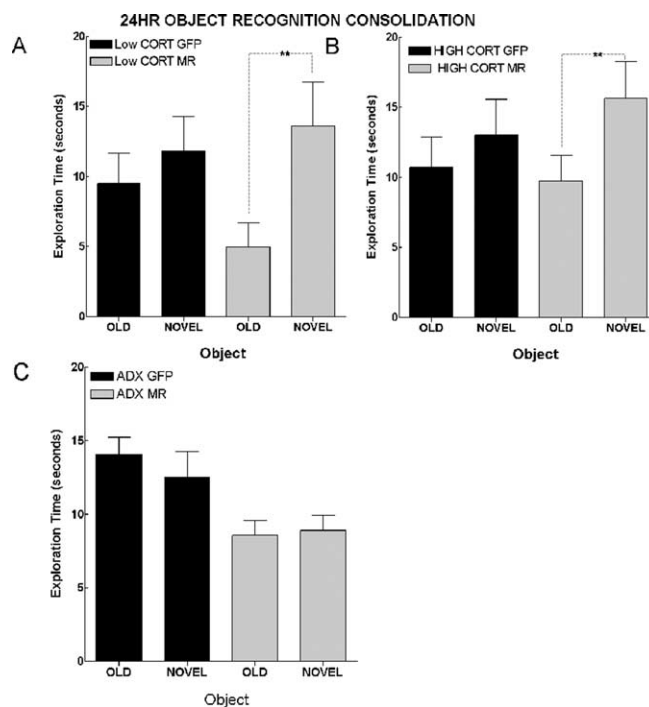 24HR OBJECT RECOGNITION CONSOLIDATION
A
Low CORT GFP
Low CORT MR
**
20
15
10
5
0
Exploration Time (seconds)
OLD NOVEL OLD NOVEL
Object
B
HIGH CORT GFP
HIGH CORT MR
**
20
15
10
5
0
Exploration Time (seconds)
OLD NOVEL OLD NOVEL
Object
C
ADX GFP
ADX MR
20
15
10
5
0
Exploration Time (seconds)
OLD NOVEL OLD NOVEL
Object